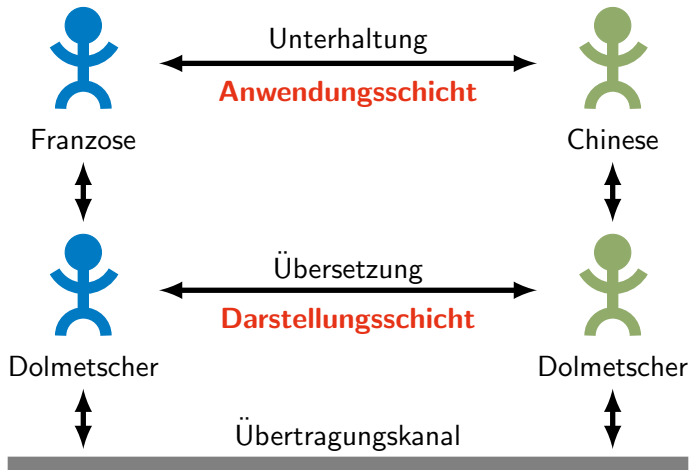 Unterhaltung
Anwendungsschicht
Franzose
Chinese
Übersetzung
Darstellungsschicht
Dolmetscher
Dolmetscher
Übertragungskanal